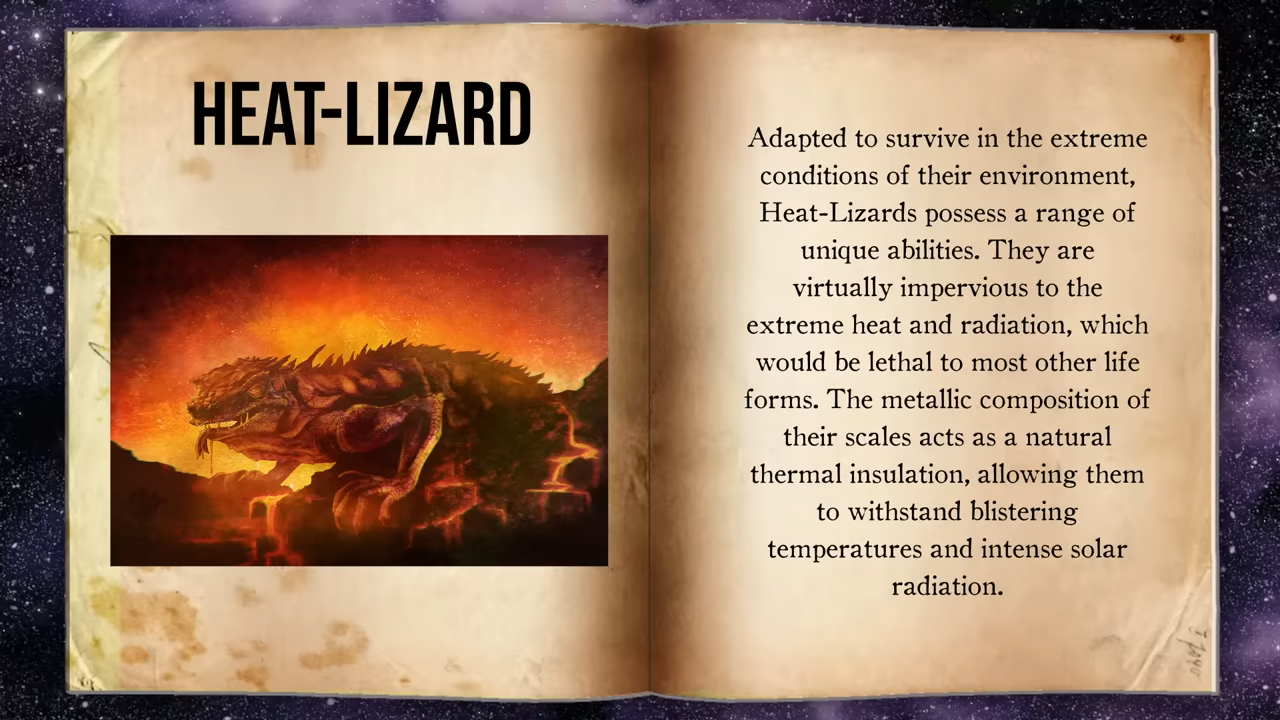 HEAT-LIZARD
Adapted to survive in the extreme
conditions of their environment,
Heat-Lizards possess a range of
unique abilities. They are
virtually impervious to the
extreme heat and radiation, which
would be lethal to most other life
forms. The metallic composition of
their scales acts as a natural
thermal insulation, allowing them
to withstand blistering
temperatures and intense solar
radiation.